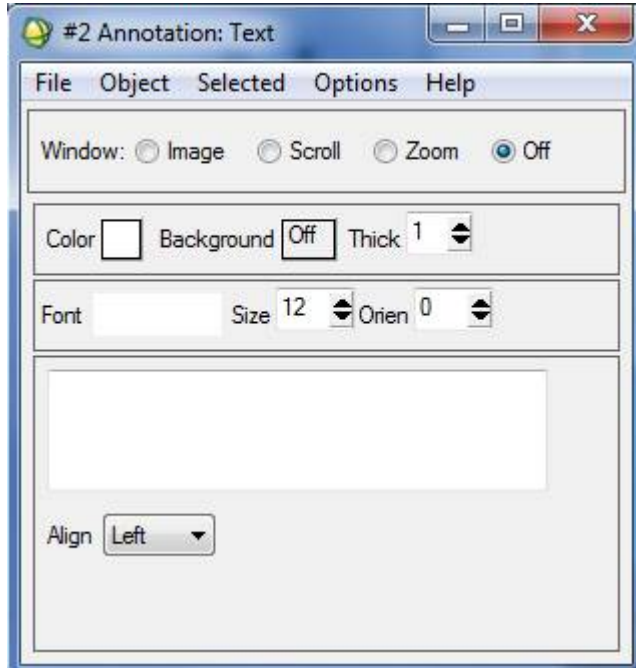 #2 Annotation: Text
File Object Selected Options Help
Window: Image Scroll Zoom Off
Color Background Off Thick 1
Font Size 12 Orien 0
Align Left